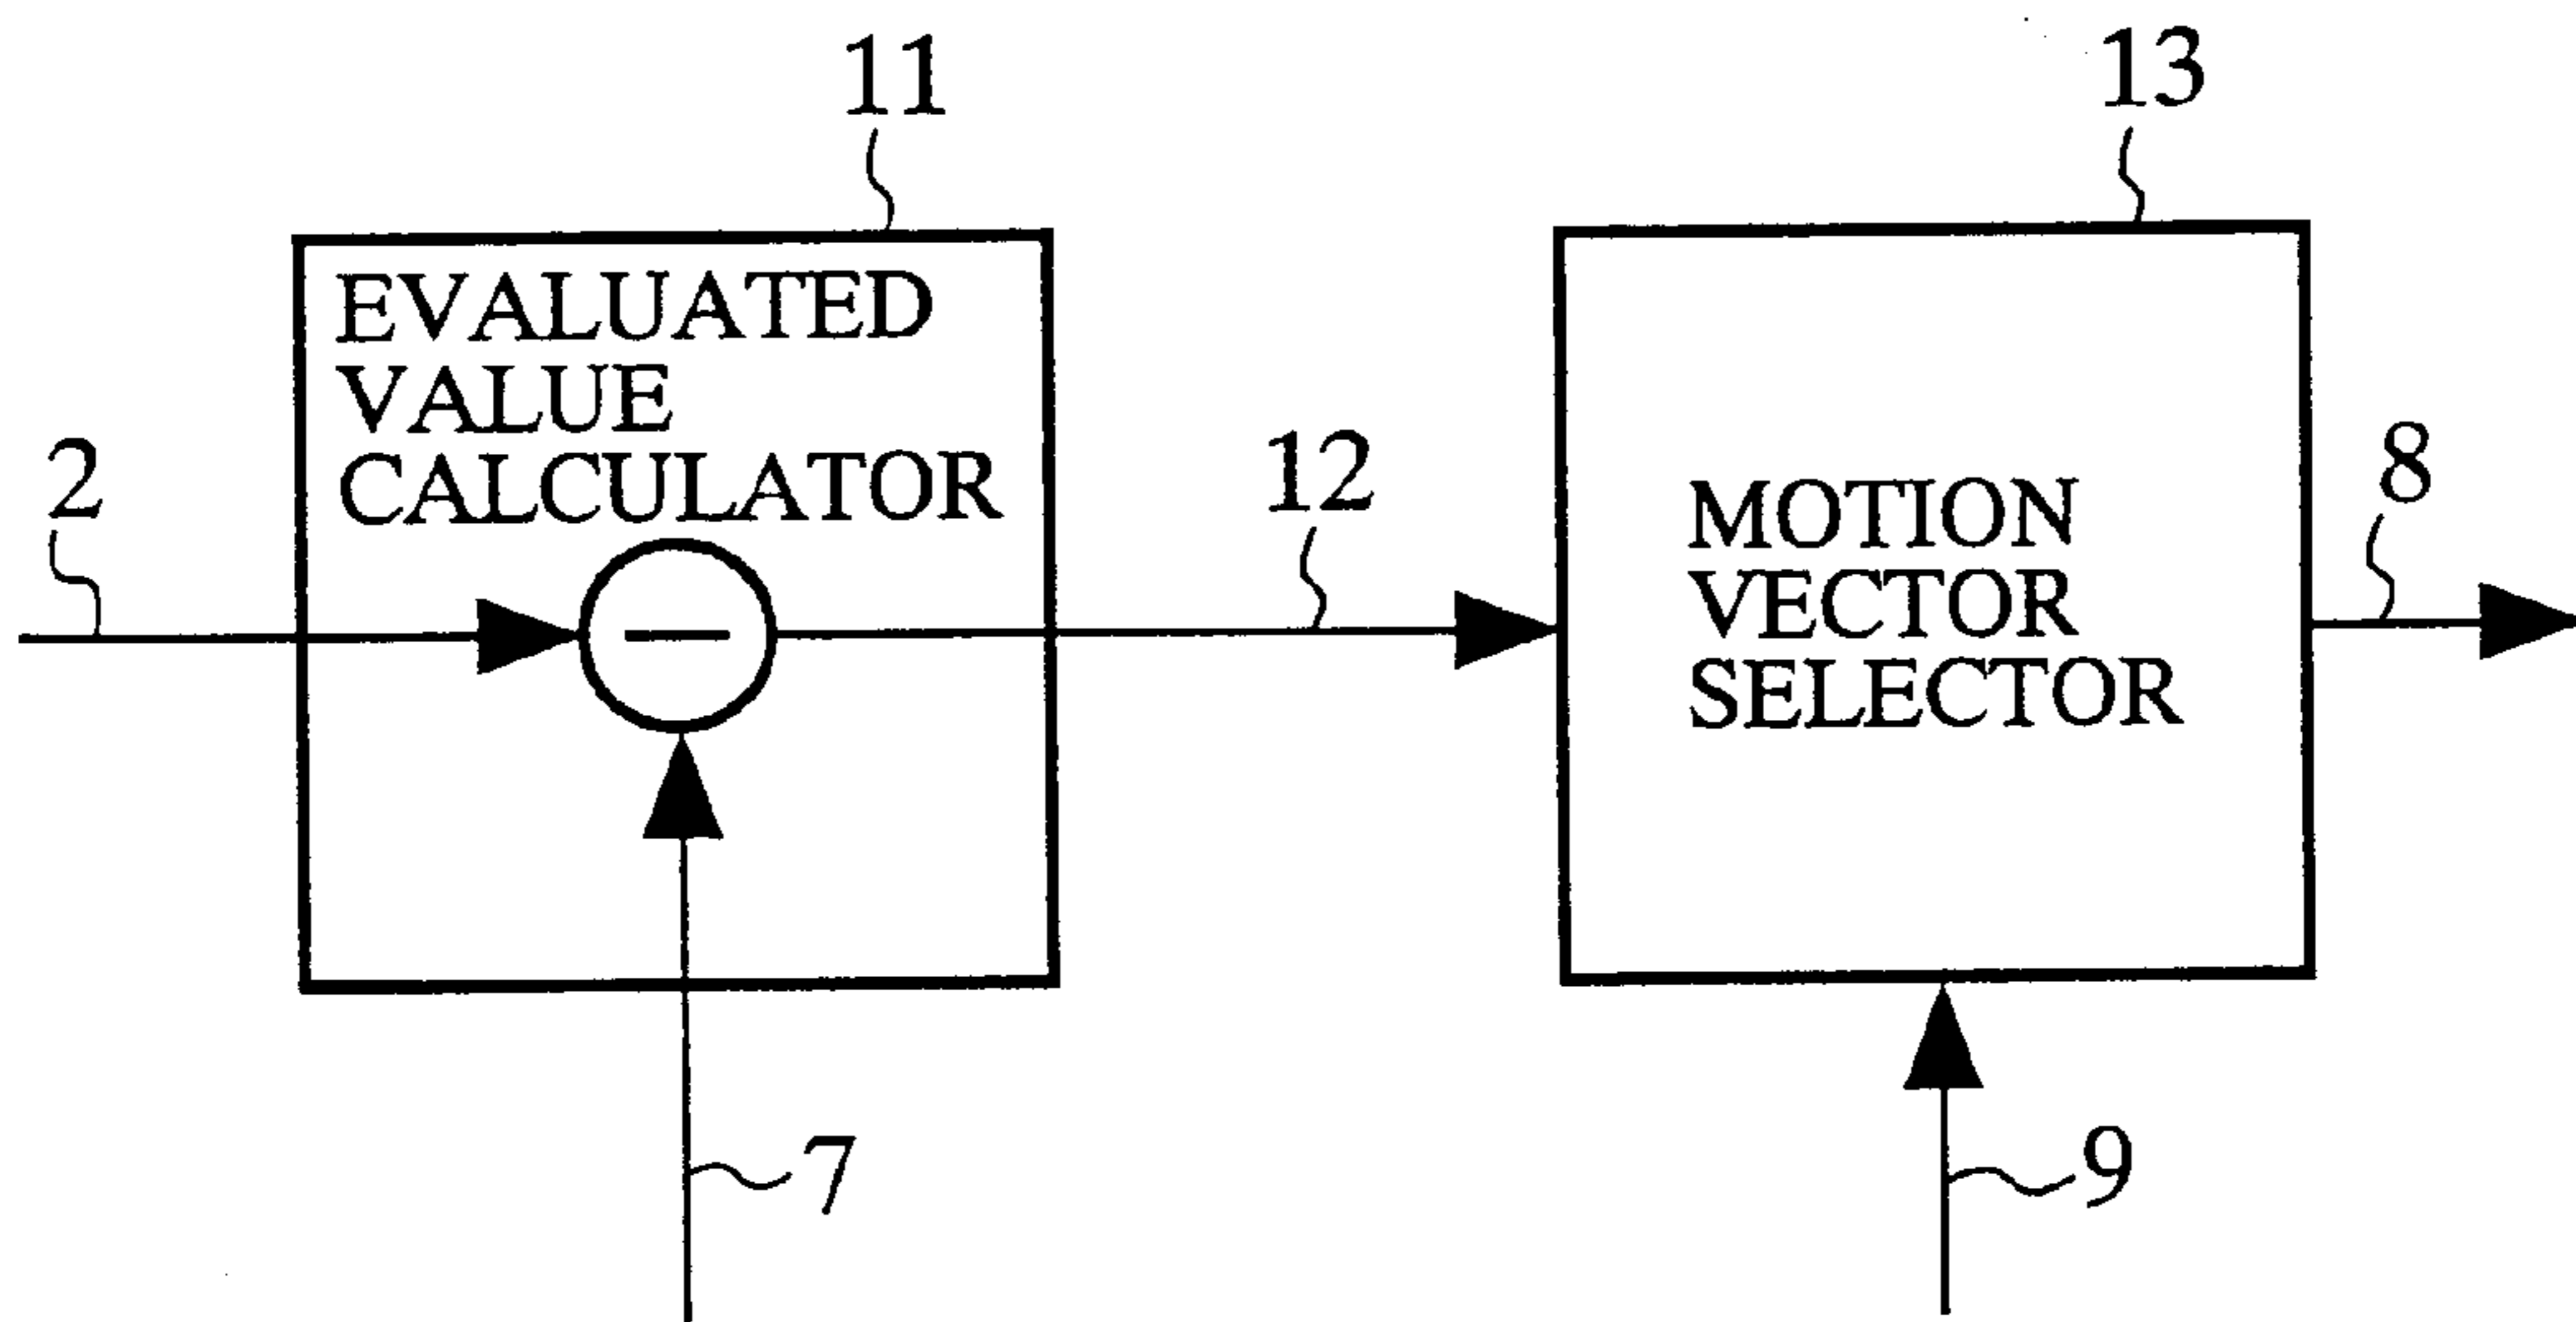 11
13
EVALUATED
VALUE
CALCULATOR
2
12
8
MOTION
VECTOR
SELECTOR
7
9